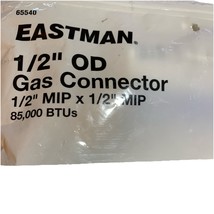 65540
EASTMAN
1/2" OD
Gas Connector
1/2" MIP x 1/2" MIP
85,000 BTUs